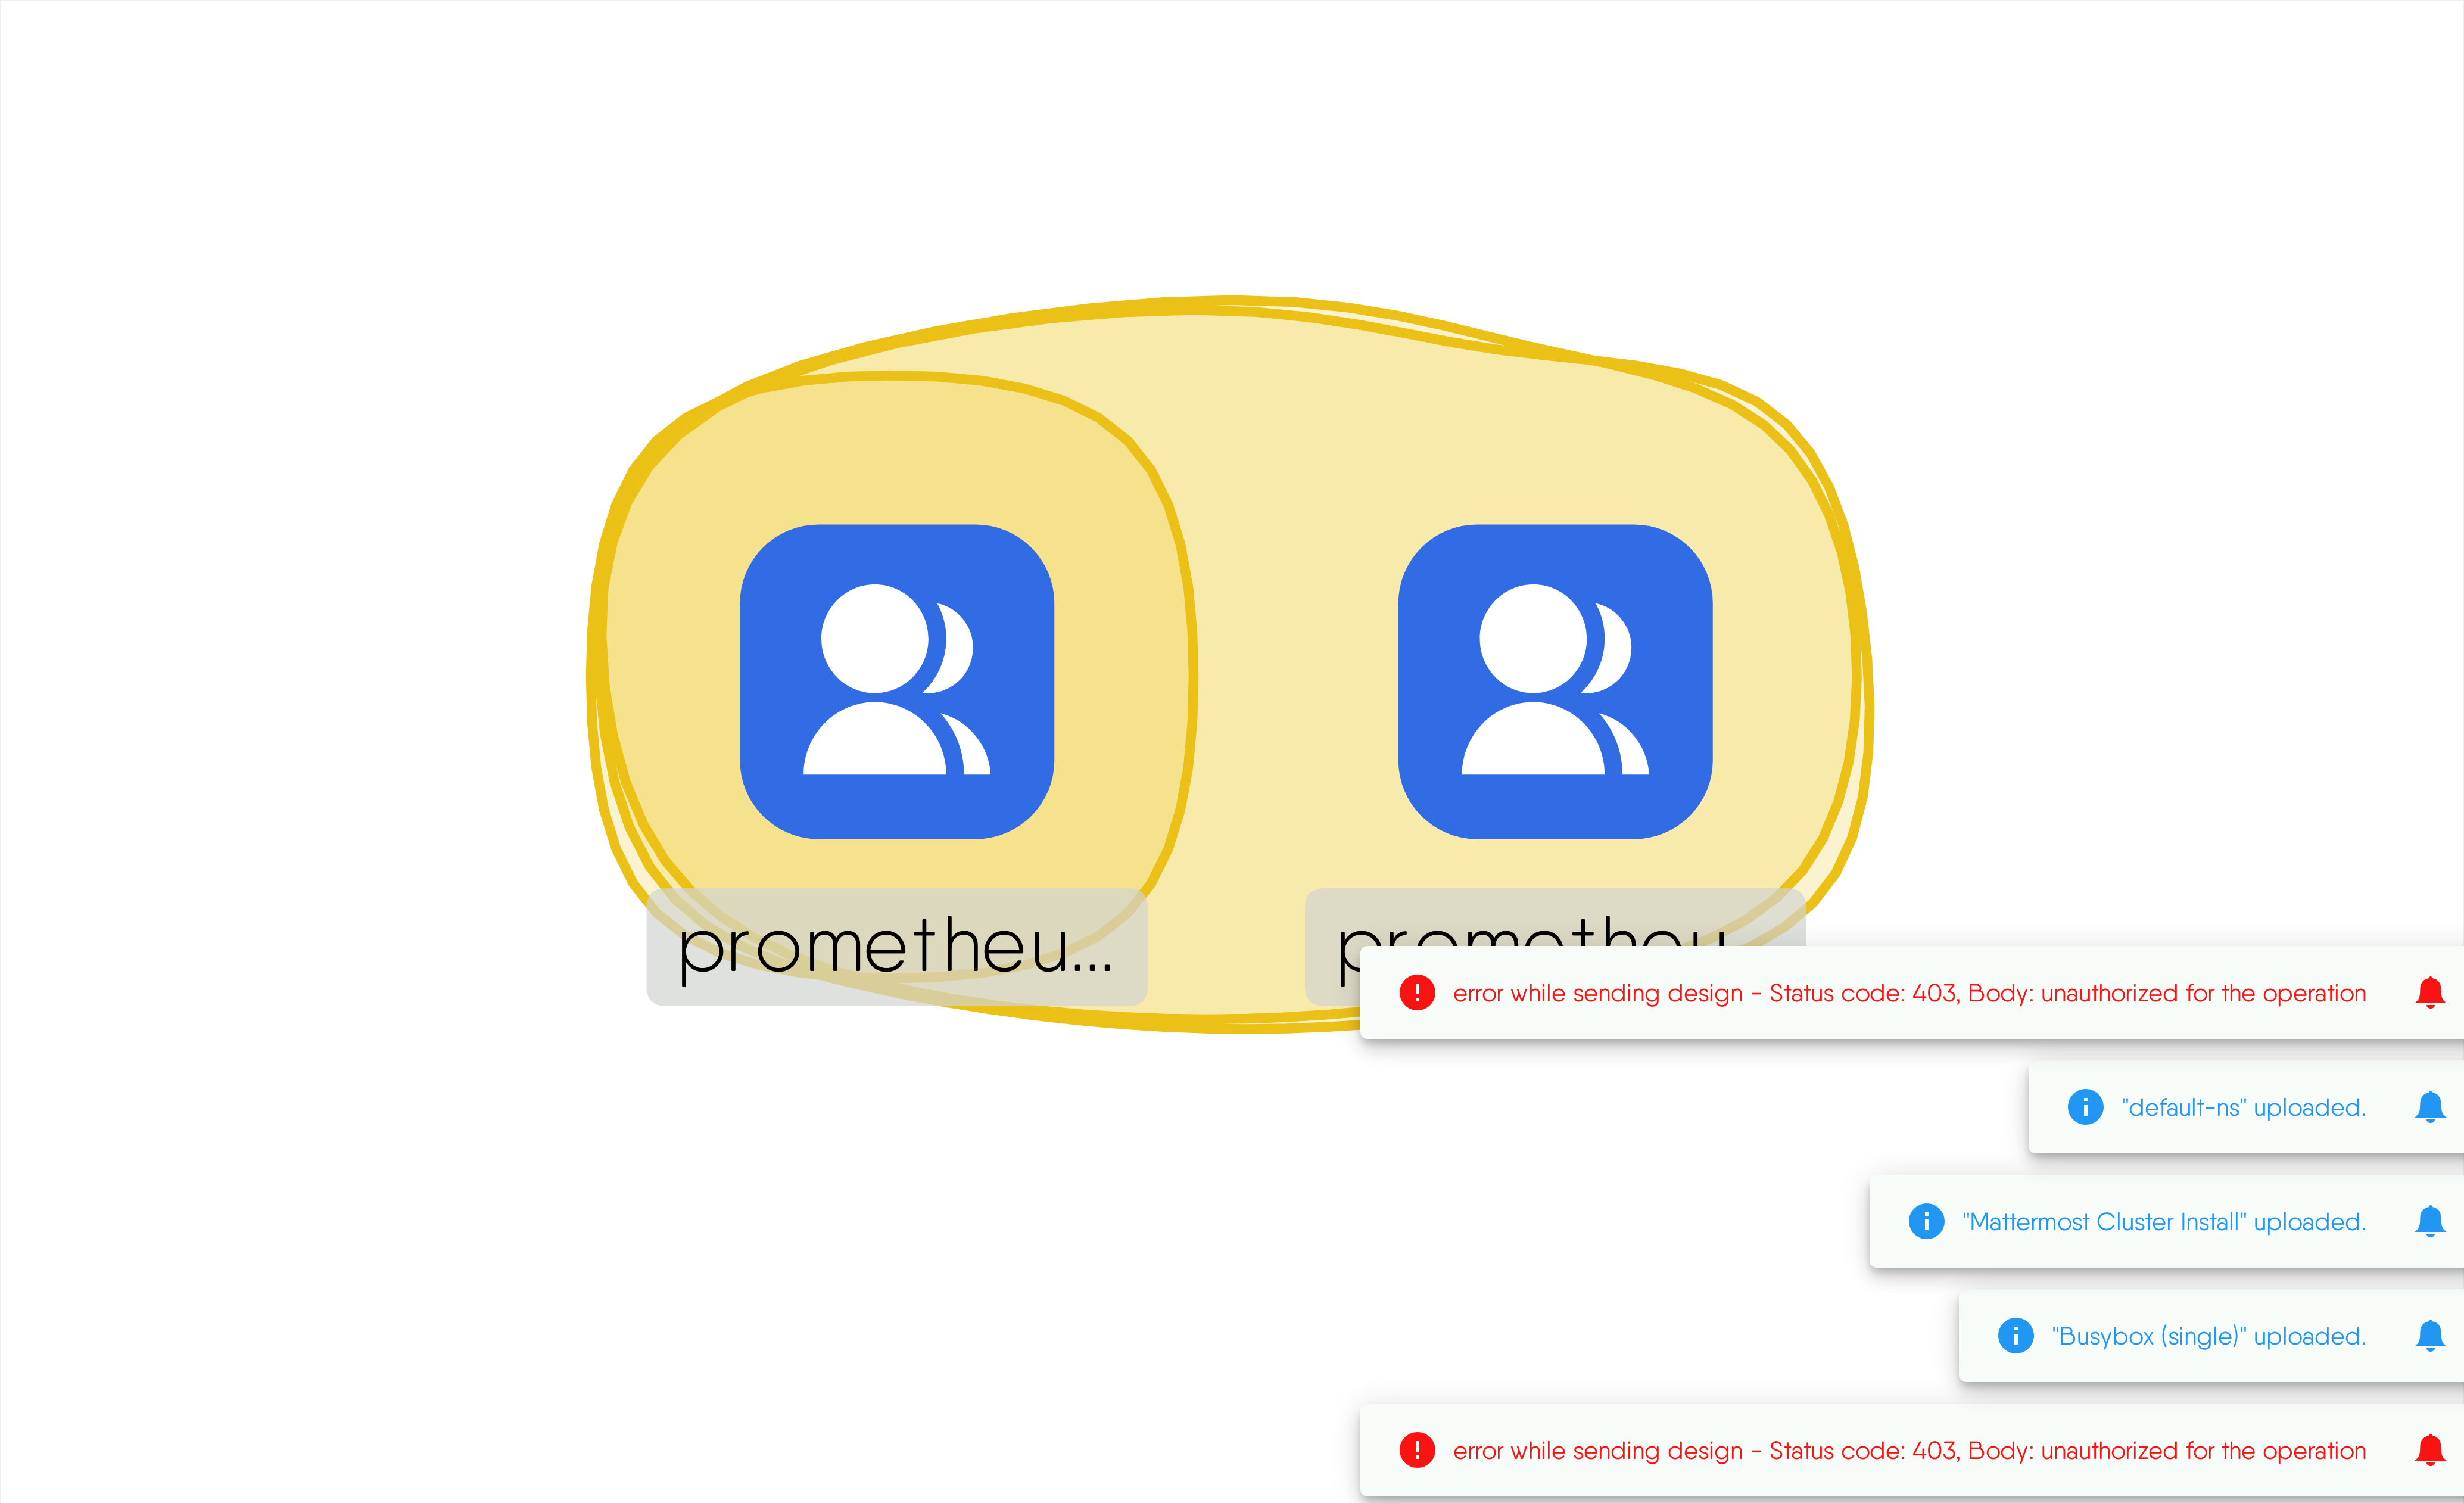 prometheu...
prometheu...
error while sending design - Status code: 403, Body: unauthorized for the operation
"default-ns" uploaded.
"Mattermost Cluster Install" uploaded.
"Busybox (single)" uploaded.
error while sending design - Status code: 403, Body: unauthorized for the operation